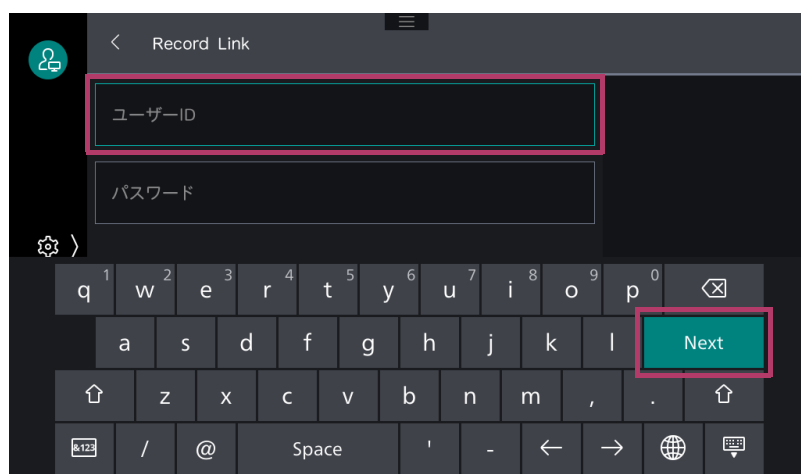 Record Link
ユーザーID
パスワード
q 1 w 2 e 3 r 4 t 5 y 6 u 7 i 8 o 9 p 0
a s d f g h j k l Next
z x c v b n m , .
&123 / @ Space ' -